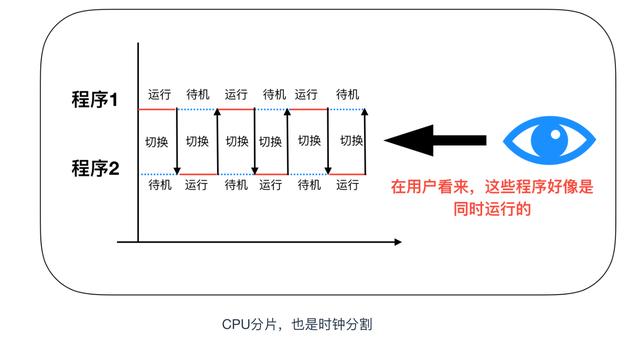 程序1
运行 待机 运行 待机 运行 待机
切换 切换 切换 切换 切换 切换
程序2
待机 运行 待机 运行 待机 运行
在用户看来，这些程序好像是
同时运行的
CPU分片，也是时钟分割